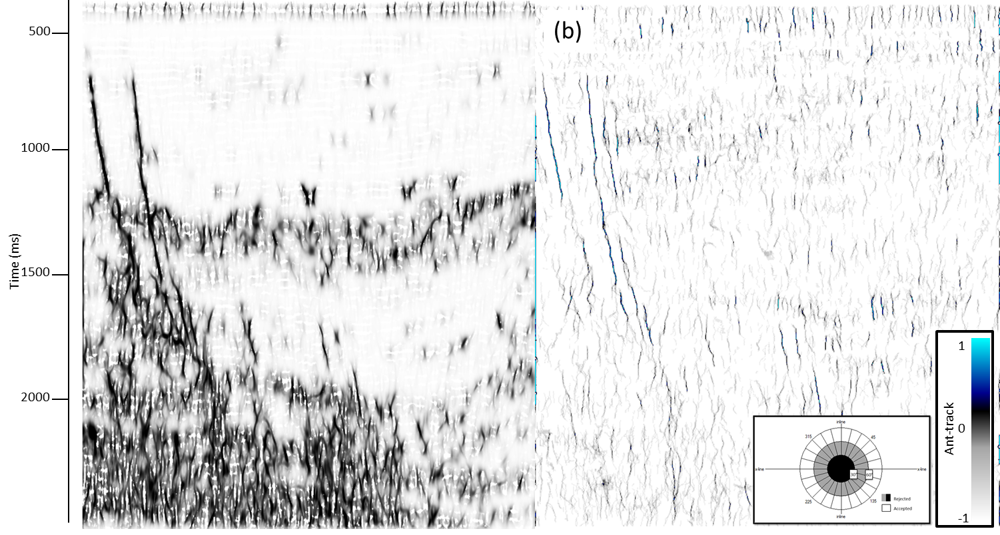 500
1000
1500
2000
Time (ms)
(b)
1
0
-1
Ant-track
inline
315
45
x-line
x-line
30°
60°
225
135
inline
Rejected
Accepted